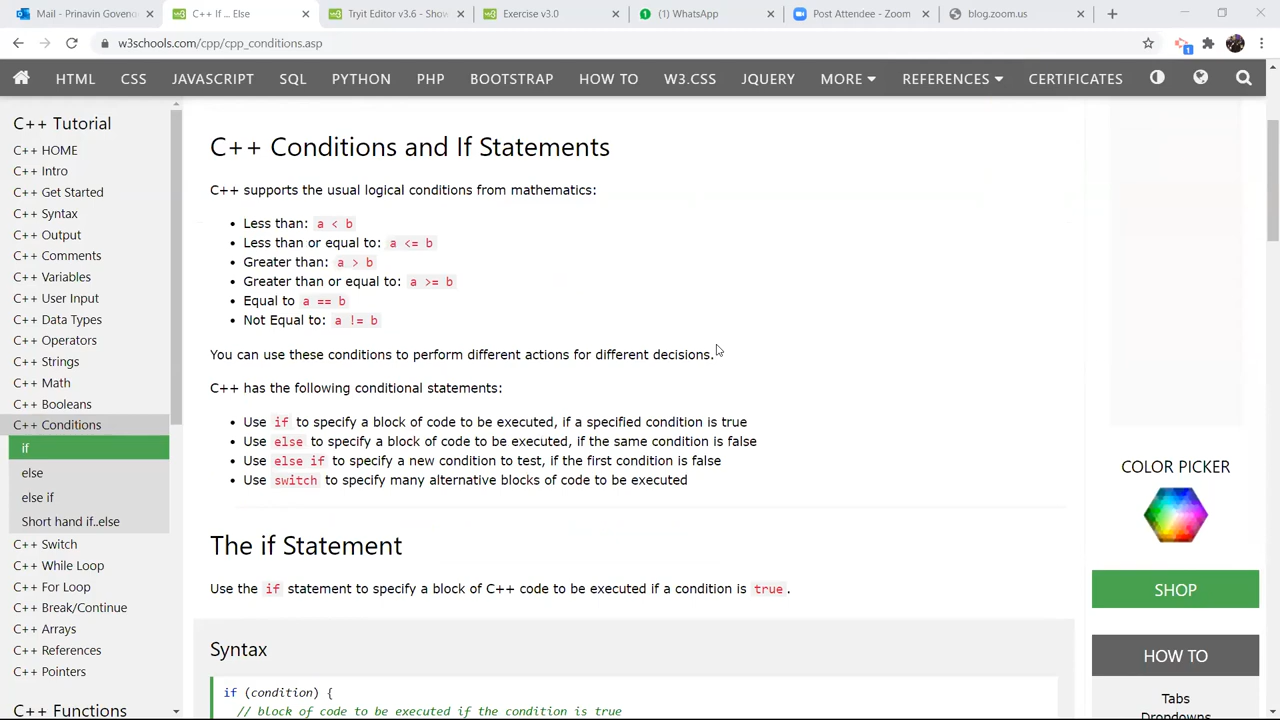 Mail - Prinavin Governo
C++ If ... Else
Tryit Editor v3.6 - Show
Exercise v3.0
(1) WhatsApp
Post Attendee - Zoom
blog.zoom.us
w3schools.com/cpp/cpp_conditions.asp
1
HTML CSS JAVASCRIPT SQL PYTHON PHP BOOTSTRAP HOW TO W3.CSS JQUERY MORE REFERENCES CERTIFICATES
C++ Tutorial
C++ HOME
C++ Intro
C++ Get Started
C++ Syntax
C++ Output
C++ Comments
C++ Variables
C++ User Input
C++ Data Types
C++ Operators
C++ Strings
C++ Math
C++ Booleans
C++ Conditions
if
else
else if
Short hand if..else
C++ Switch
C++ While Loop
C++ For Loop
C++ Break/Continue
C++ Arrays
C++ References
C++ Pointers
C++ Functions
C++ Conditions and If Statements
C++ supports the usual logical conditions from mathematics:
• Less than: a < b
• Less than or equal to: a <= b
• Greater than: a > b
• Greater than or equal to: a >= b
• Equal to a == b
• Not Equal to: a != b
You can use these conditions to perform different actions for different decisions.
C++ has the following conditional statements:
• Use if to specify a block of code to be executed, if a specified condition is true
• Use else to specify a block of code to be executed, if the same condition is false
• Use else if to specify a new condition to test, if the first condition is false
• Use switch to specify many alternative blocks of code to be executed
The if Statement
Use the if statement to specify a block of C++ code to be executed if a condition is true.
Syntax
if (condition) {
// block of code to be executed if the condition is true
COLOR PICKER
SHOP
HOW TO
Tabs
Dropdowns